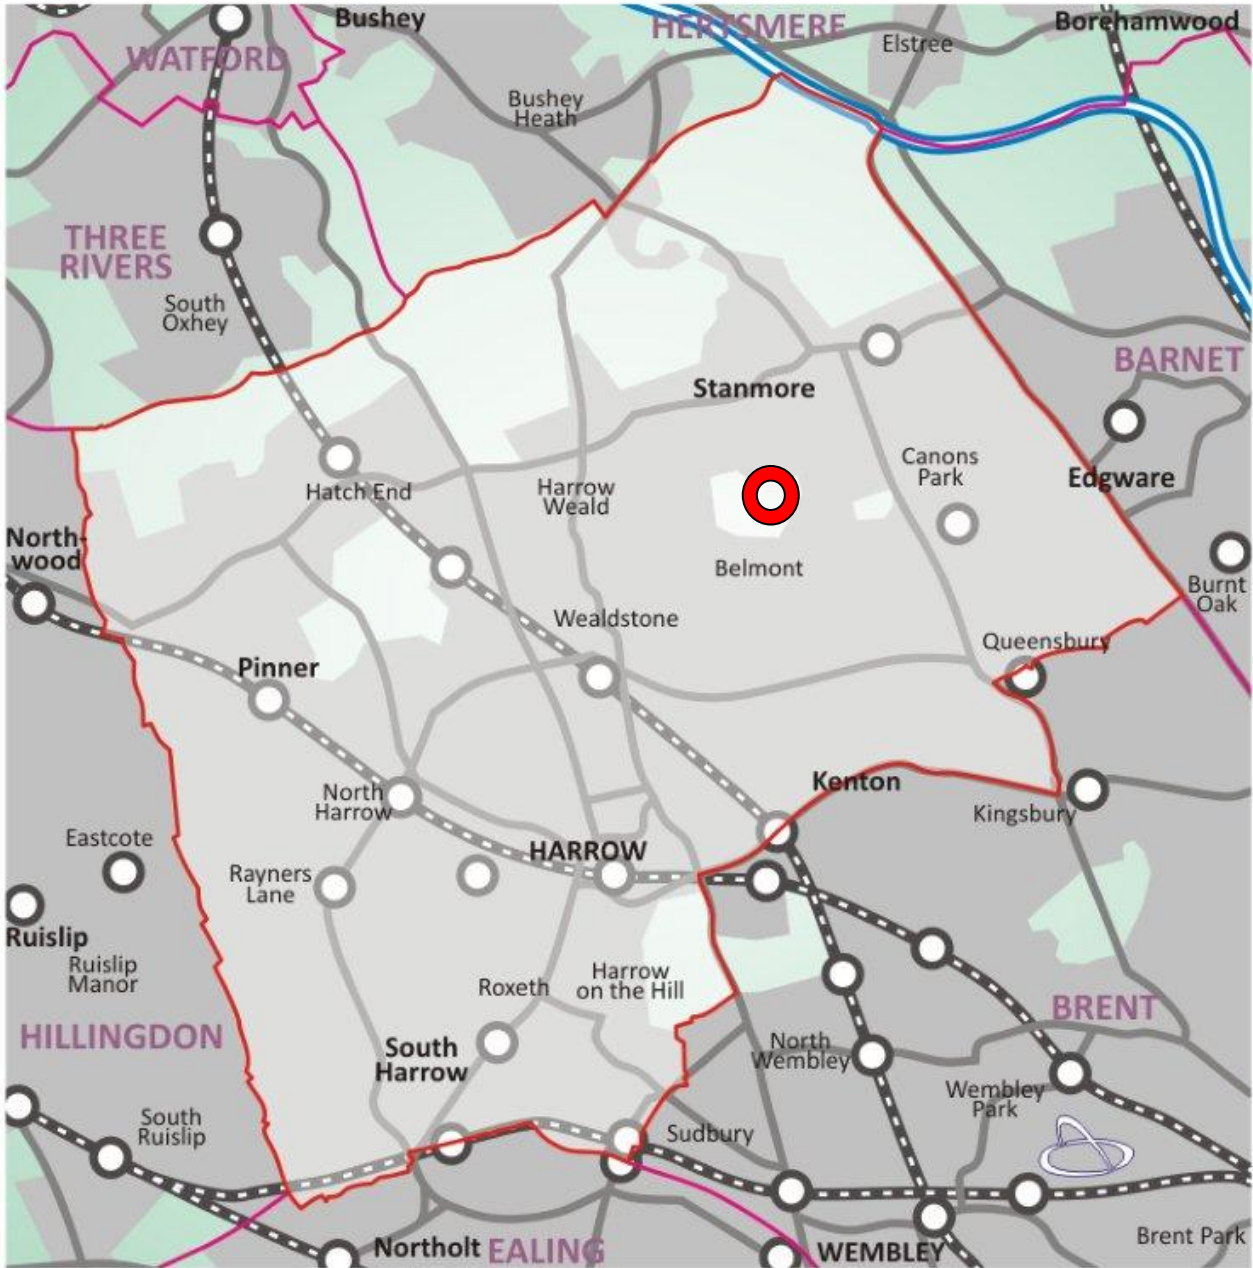 Bushey
HERTSMERE
Borehamwood
WATFORD
Elstree
Bushey
Heath
THREE
RIVERS
South
Oxhey
BARNET
Stanmore
Canons
Park
Edgware
Hatch End
Harrow
Weald
North-
wood
Belmont
Burnt
Oak
Wealdstone
Queensbury
Pinner
Kenton
North
Harrow
Kingsbury
Eastcote
HARROW
Rayners
Lane
Ruislip
Ruislip
Manor
Harrow
on the Hill
Roxeth
BRENT
HILLINGDON
South
Harrow
North
Wembley
Wembley
Park
South
Ruislip
Sudbury
Northolt
EALING
WEMBLEY
Brent Park